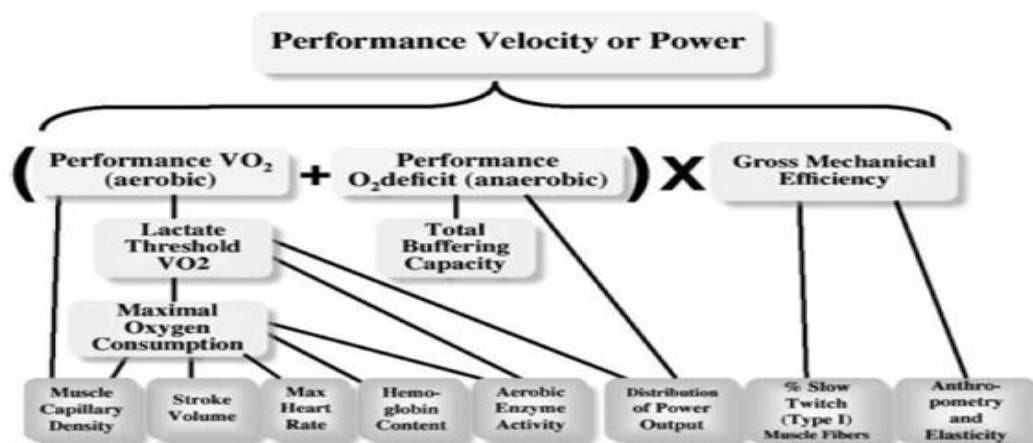 Performance Velocity or Power
(
Performance VO₂
(aerobic)
+
Performance
O₂deficit (anaerobic)
)
X
Gross Mechanical
Efficiency
Lactate
Threshold
VO2
Total
Buffering
Capacity
Maximal
Oxygen
Consumption
Muscle
Capillary
Density
Stroke
Volume
Max
Heart
Rate
Hemo-
globin
Content
Aerobic
Enzyme
Activity
Distribution
of Power
Output
% Slow
Twitch
(Type I)
Muscle Fibers
Anthro-
pometry
and
Elasticity